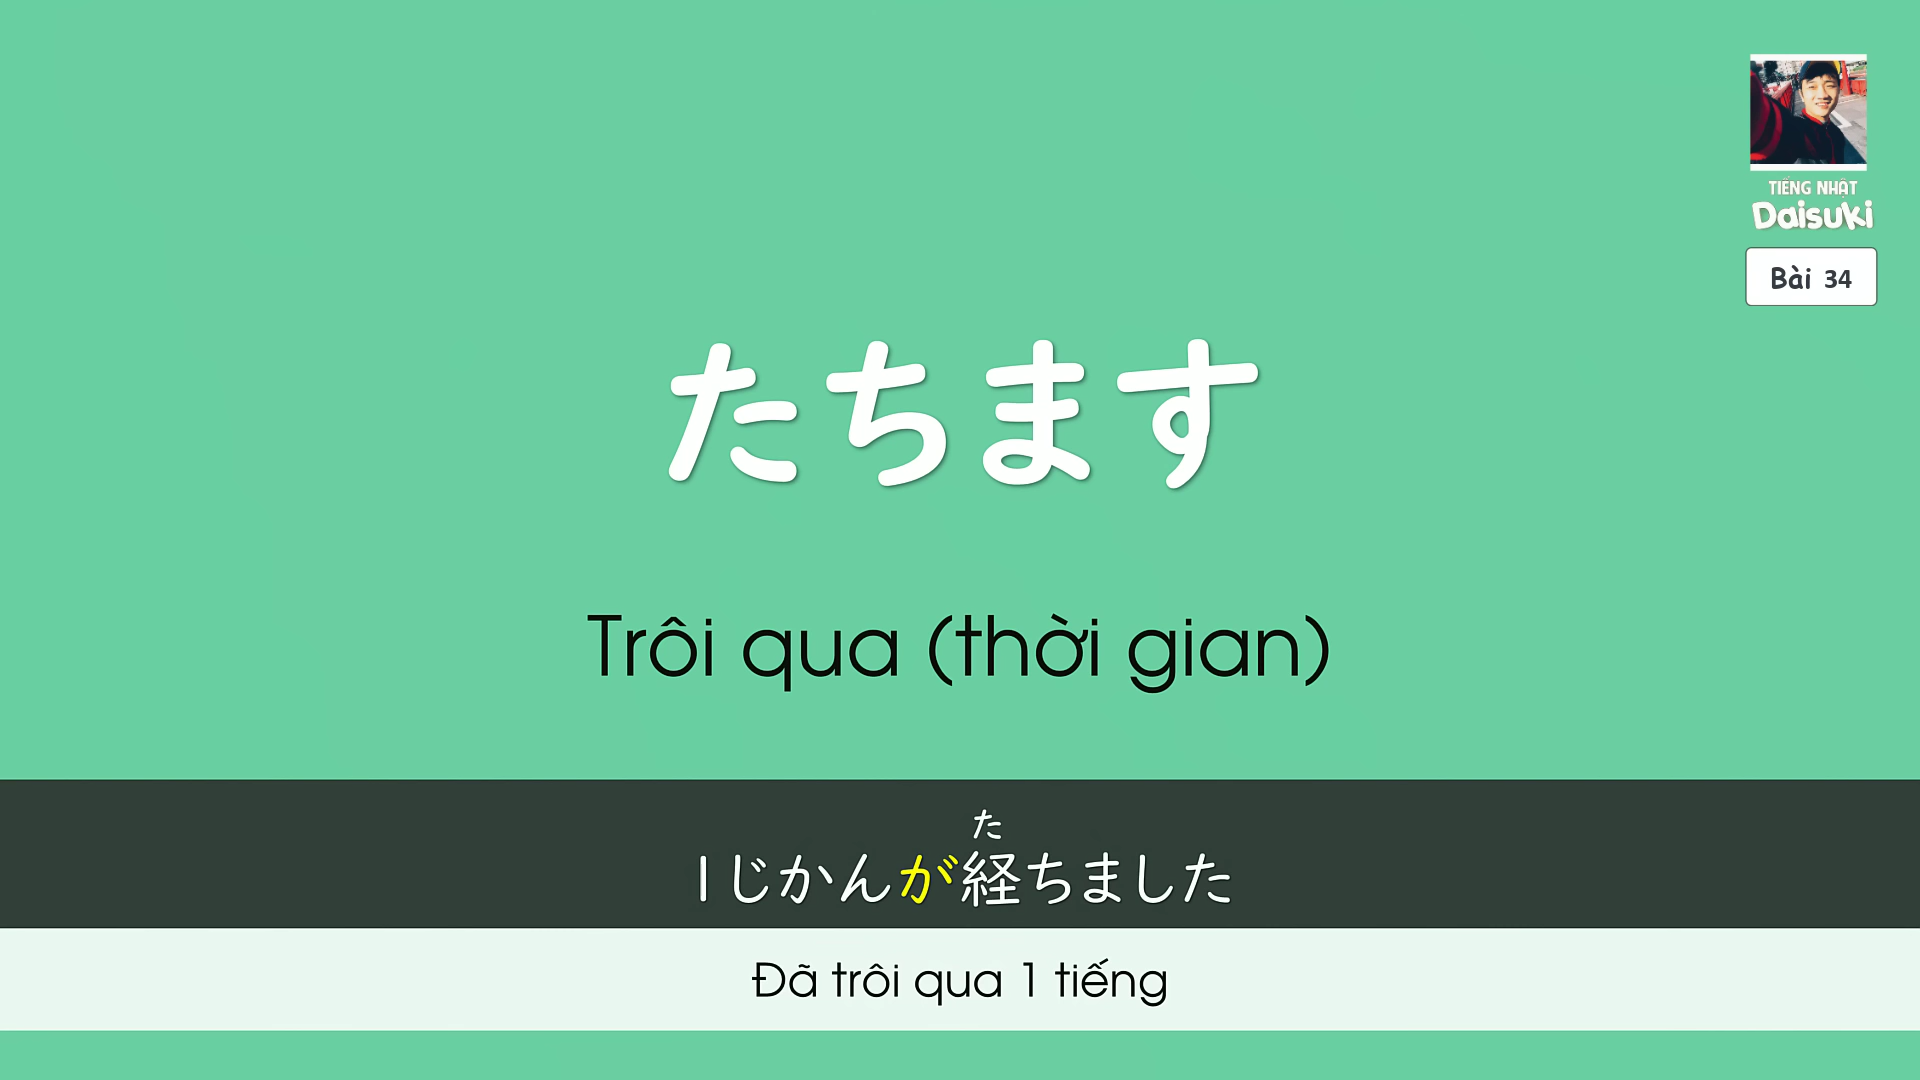 TIẾNG NHẬT
Daisuki
Bài 34
たちます
Trôi qua (thời gian)
た
1じかんが経ちました
Đã trôi qua 1 tiếng